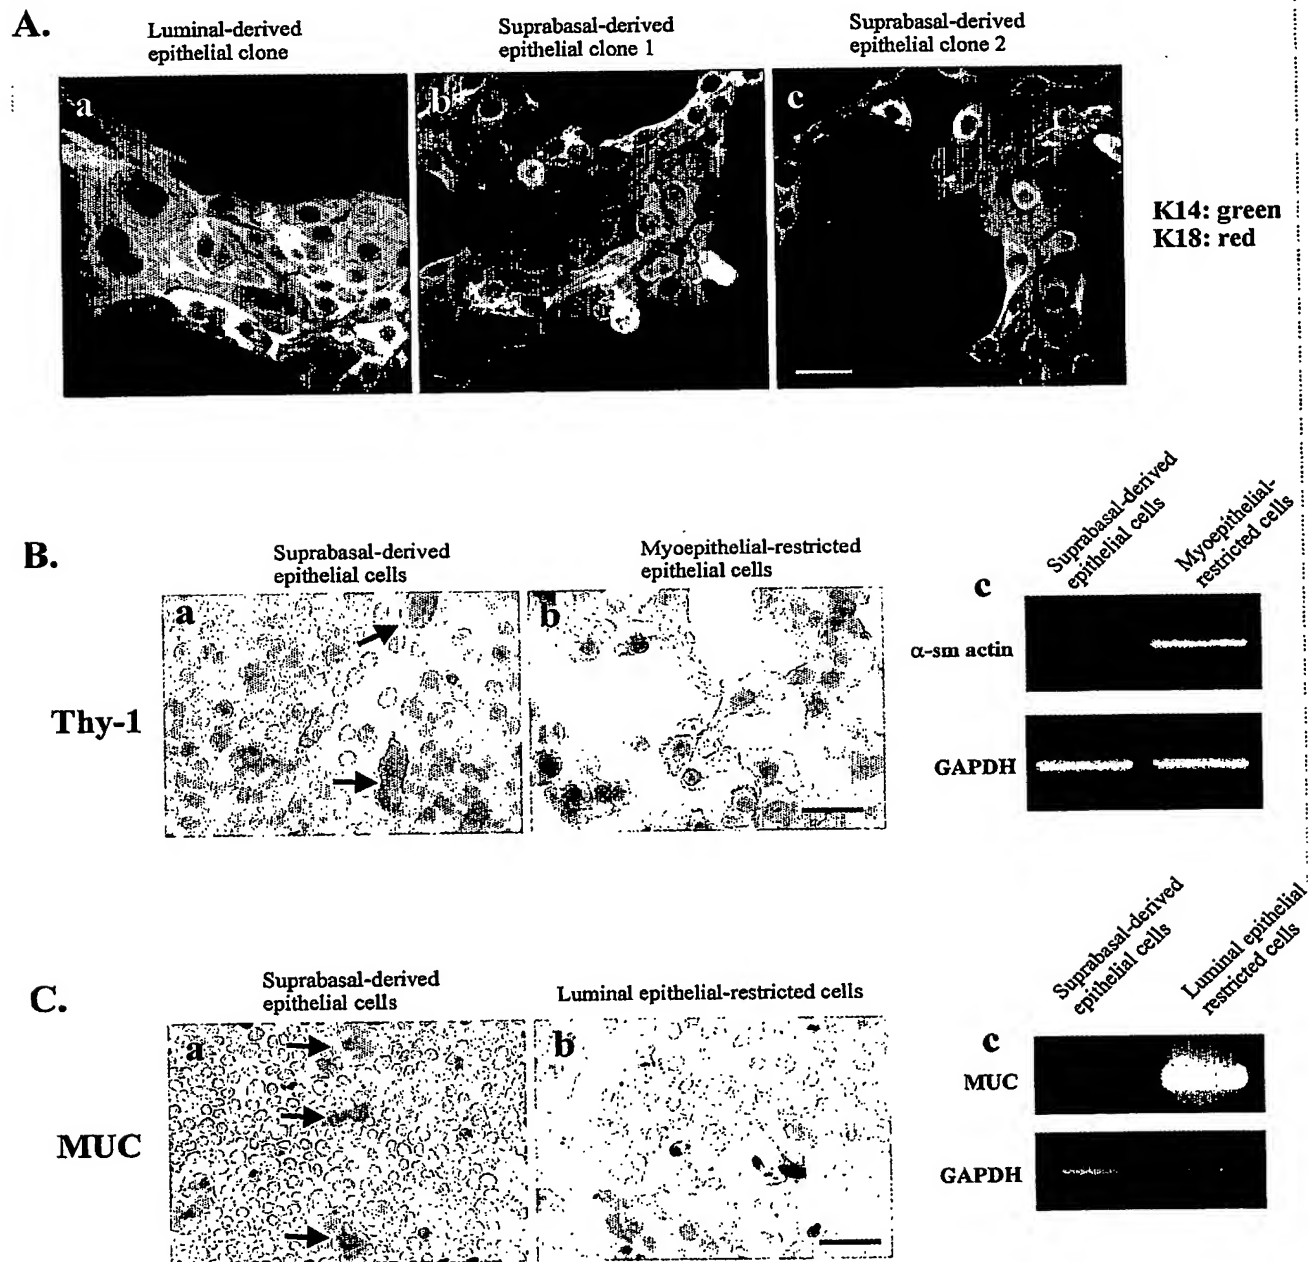 A.
Luminal-derived
epithelial clone
Suprabasal-derived
epithelial clone 1
Suprabasal-derived
epithelial clone 2
a
b
c
K14: green
K18: red
B.
Suprabasal-derived
epithelial cells
Myoepithelial-restricted
epithelial cells
Thy-1
a
b
c
Suprabasal-derived
epithelial cells
Myoepithelial-
restricted cells
α-sm actin
GAPDH
C.
Suprabasal-derived
epithelial cells
Luminal epithelial-restricted cells
MUC
a
b
c
Suprabasal-derived
epithelial cells
Luminal epithelial
restricted cells
MUC
GAPDH